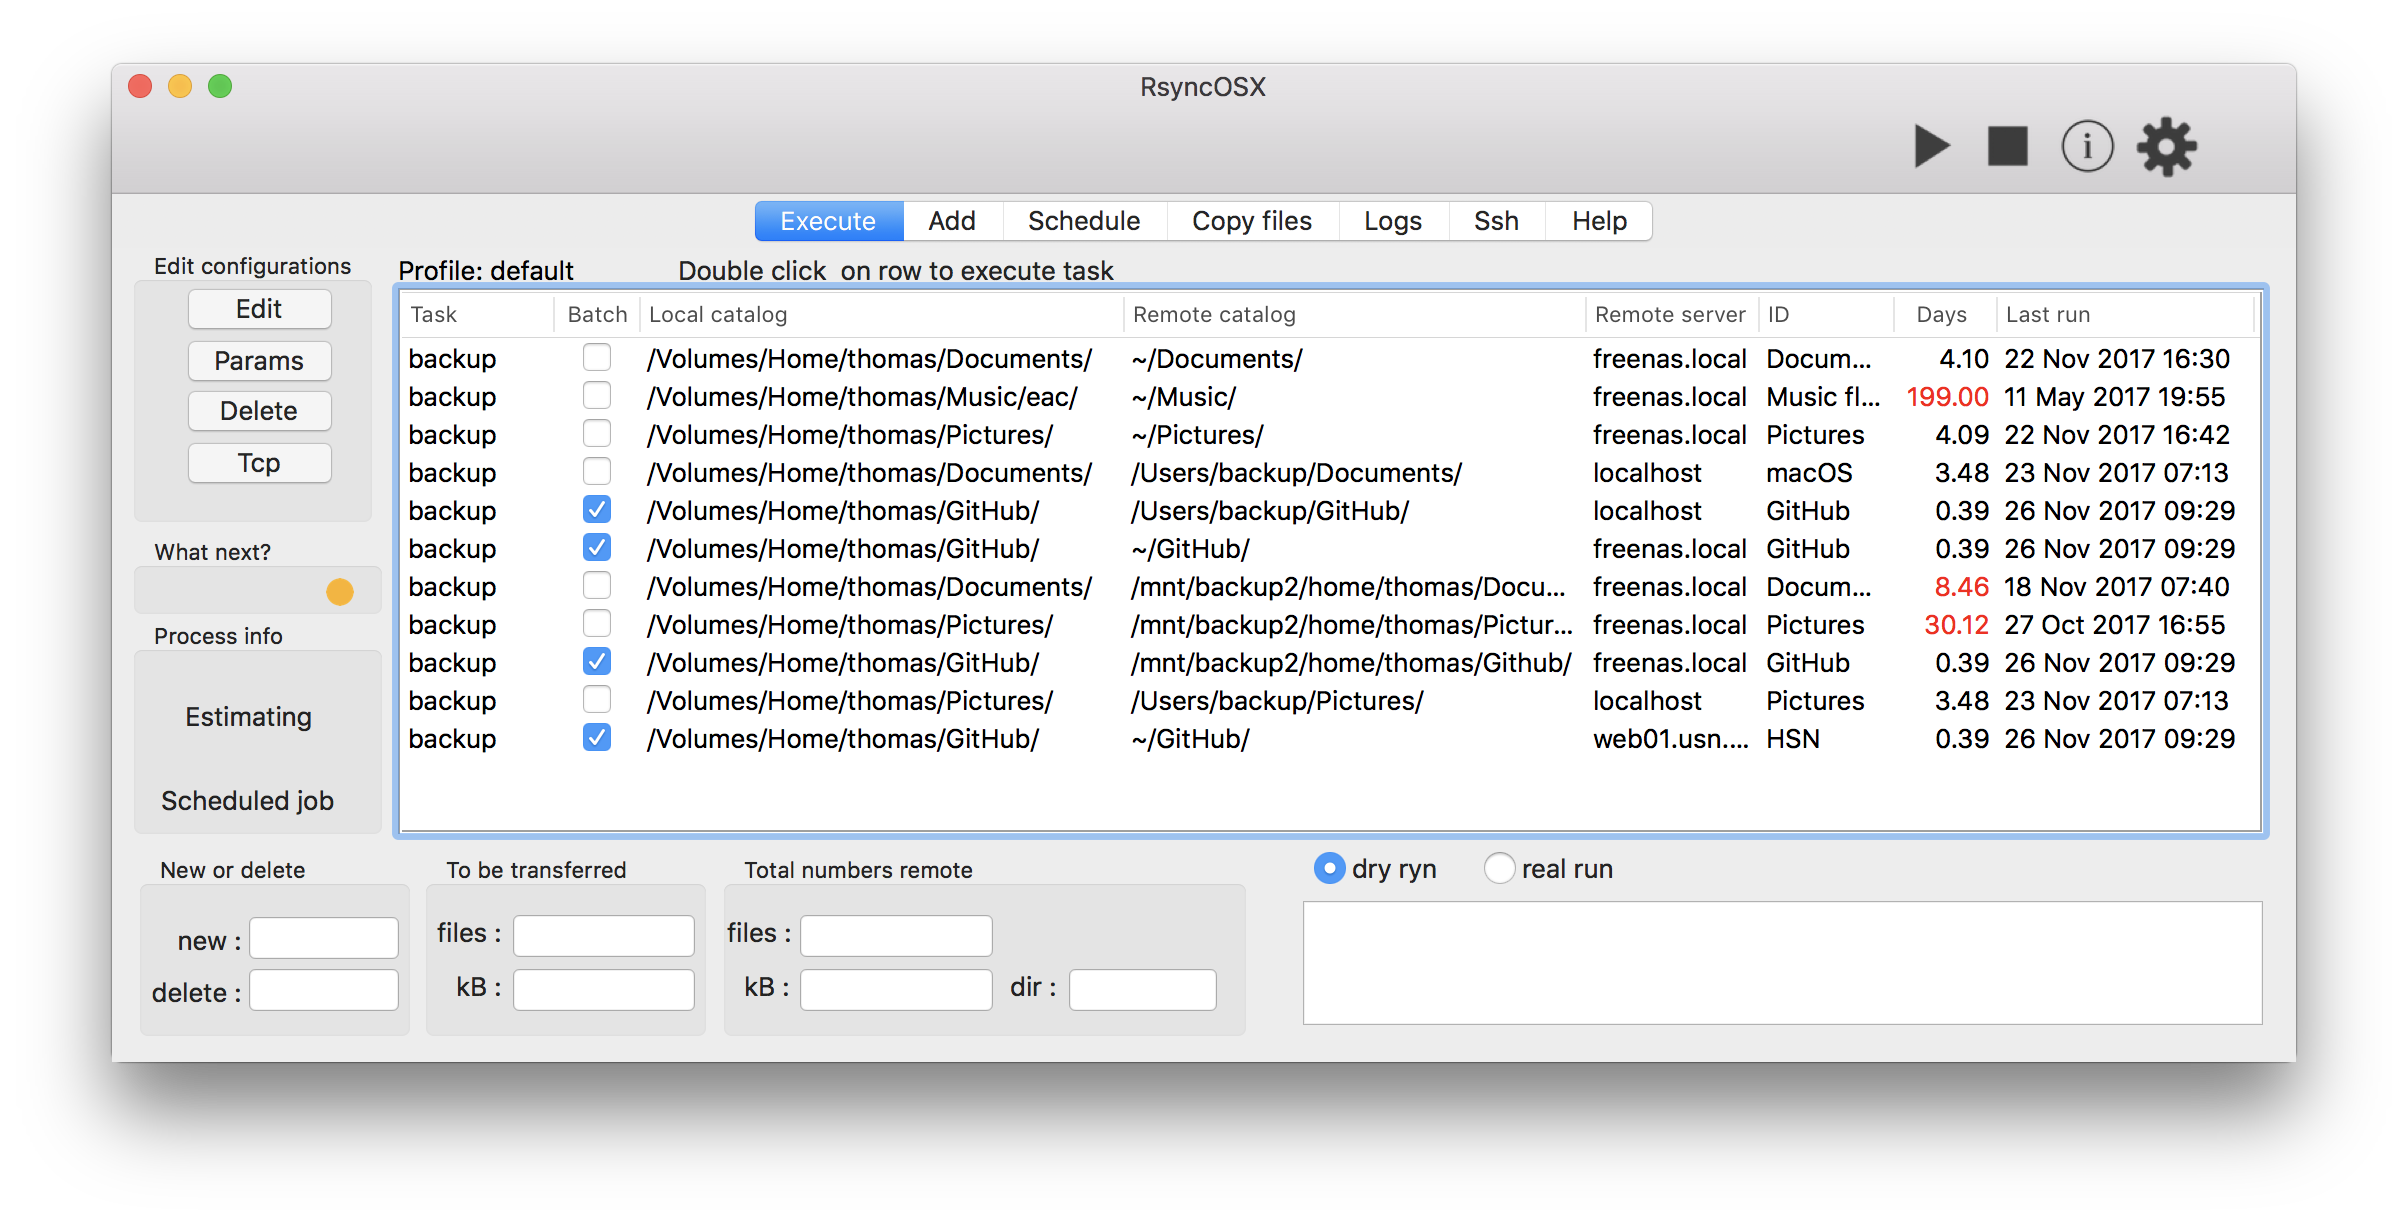 RsyncOSX
Execute Add Schedule Copy files Logs Ssh Help
Edit configurations
Edit
Params
Delete
Tcp
What next?
Process info
Estimating
Scheduled job
Profile: default Double click on row to execute task
Task Batch Local catalog Remote catalog Remote server ID Days Last run
backup /Volumes/Home/thomas/Documents/ ~/Documents/ freenas.local Docum... 4.10 22 Nov 2017 16:30
backup /Volumes/Home/thomas/Music/eac/ ~/Music/ freenas.local Music fl... 199.00 11 May 2017 19:55
backup /Volumes/Home/thomas/Pictures/ ~/Pictures/ freenas.local Pictures 4.09 22 Nov 2017 16:42
backup /Volumes/Home/thomas/Documents/ /Users/backup/Documents/ localhost macOS 3.48 23 Nov 2017 07:13
backup /Volumes/Home/thomas/GitHub/ /Users/backup/GitHub/ localhost GitHub 0.39 26 Nov 2017 09:29
backup /Volumes/Home/thomas/GitHub/ ~/GitHub/ freenas.local GitHub 0.39 26 Nov 2017 09:29
backup /Volumes/Home/thomas/Documents/ /mnt/backup2/home/thomas/Docu... freenas.local Docum... 8.46 18 Nov 2017 07:40
backup /Volumes/Home/thomas/Pictures/ /mnt/backup2/home/thomas/Pictur... freenas.local Pictures 30.12 27 Oct 2017 16:55
backup /Volumes/Home/thomas/GitHub/ /mnt/backup2/home/thomas/Github/ freenas.local GitHub 0.39 26 Nov 2017 09:29
backup /Volumes/Home/thomas/Pictures/ /Users/backup/Pictures/ localhost Pictures 3.48 23 Nov 2017 07:13
backup /Volumes/Home/thomas/GitHub/ ~/GitHub/ web01.usn.... HSN 0.39 26 Nov 2017 09:29
New or delete
new :
delete :
To be transferred
files :
kB :
Total numbers remote
files :
kB : dir :
dry ryn real run